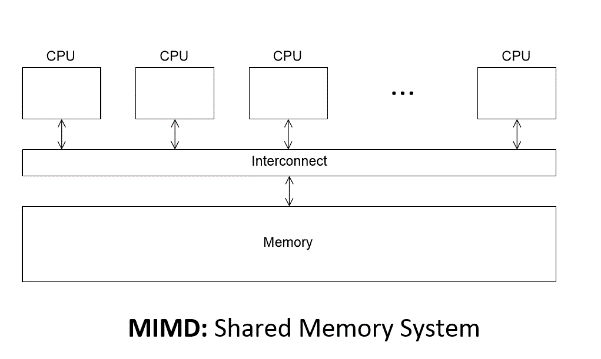 CPU CPU CPU CPU
...
Interconnect
Memory
MIMD: Shared Memory System